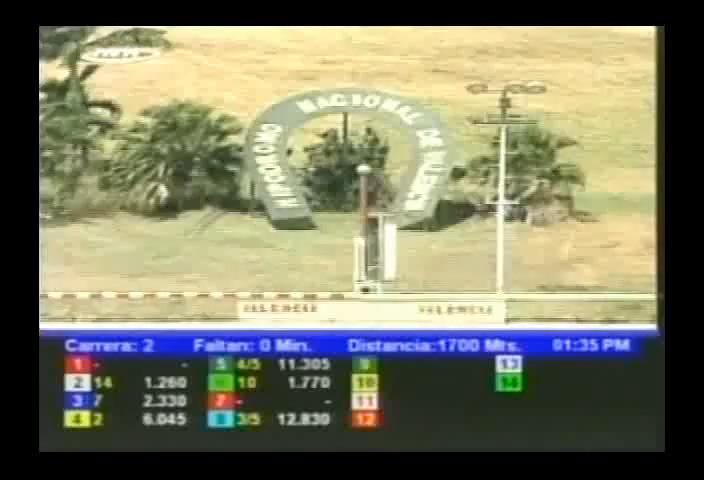 HIPODROMO NACIONAL DE VALENCIA
VALENCIA VALENCIA
Carrera: 2 Faltan: 0 Min. Distancia:1700 Mrs. 01:35 PM
1 - - 5 4/5 11.305 9 13
2 14 1.260 6 10 1.770 10 14
3 7 2.330 7 - - 11
4 2 6.045 8 3/5 12.830 12